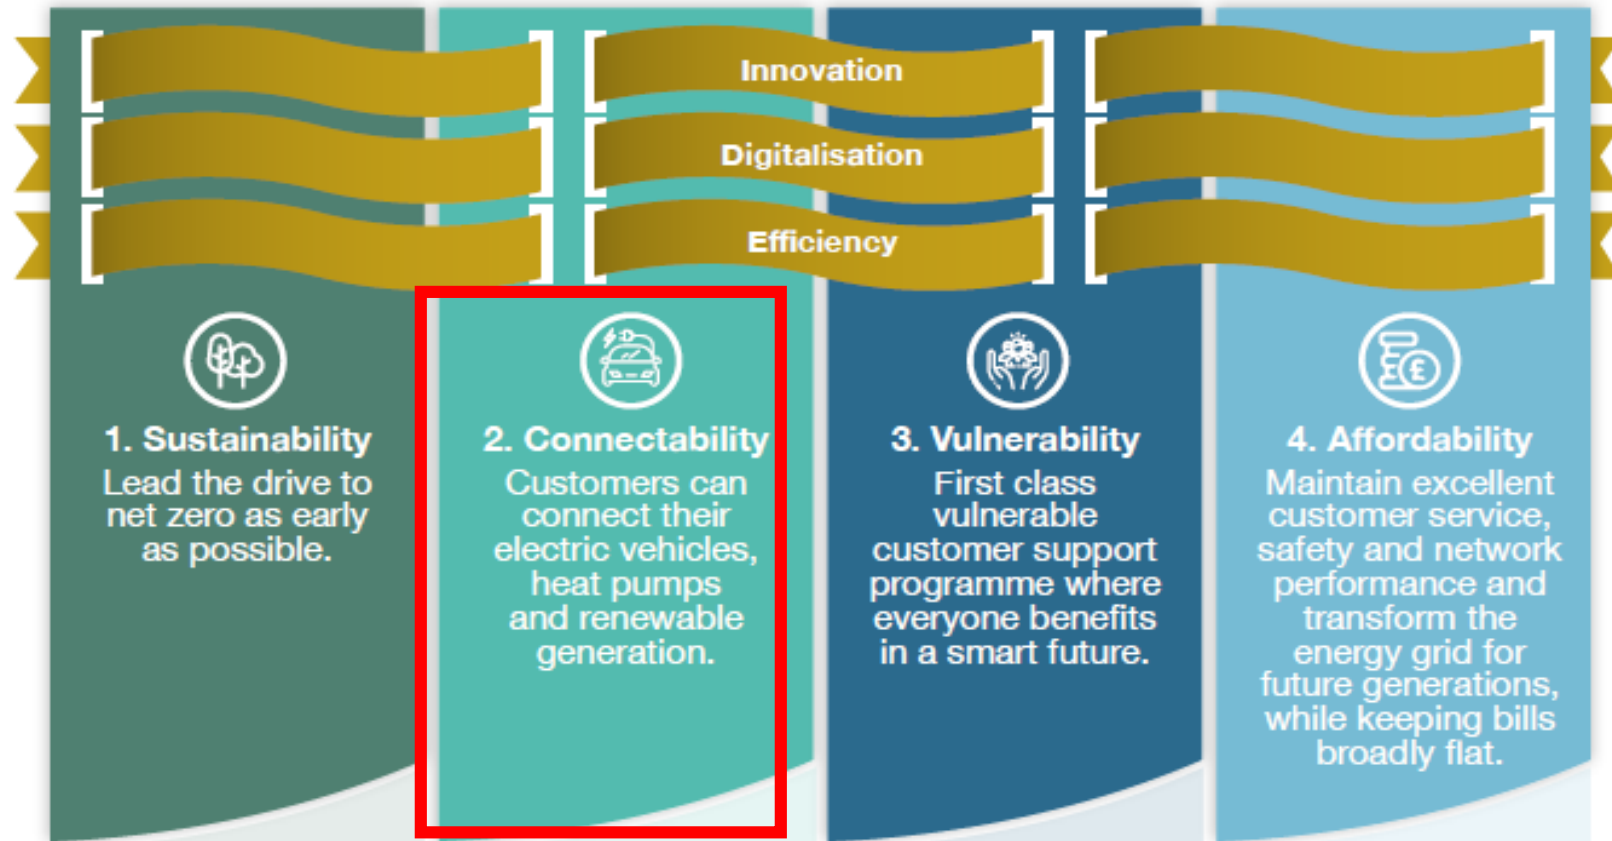 Innovation
Digitalisation
Efficiency
1. Sustainability
Lead the drive to
net zero as early
as possible.
2. Connectability
Customers can
connect their
electric vehicles,
heat pumps
and renewable
generation.
3. Vulnerability
First class
vulnerable
customer support
programme where
everyone benefits
in a smart future.
4. Affordability
Maintain excellent
customer service,
safety and network
performance and
transform the
energy grid for
future generations,
while keeping bills
broadly flat.
£